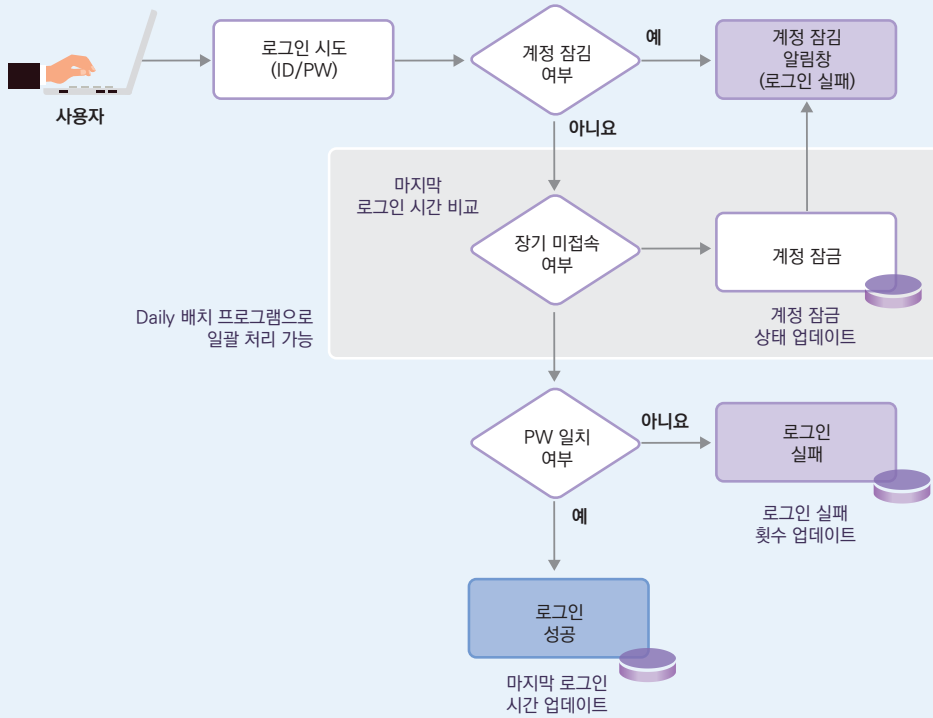 사용자
로그인 시도
(ID/PW)
계정 잠김
여부
예
계정 잠김
알림창
(로그인 실패)
아니요
마지막
로그인 시간 비교
장기 미접속
여부
계정 잠금
계정 잠금
상태 업데이트
Daily 배치 프로그램으로
일괄 처리 가능
PW 일치
여부
아니요
로그인
실패
로그인 실패
횟수 업데이트
예
로그인
성공
마지막 로그인
시간 업데이트